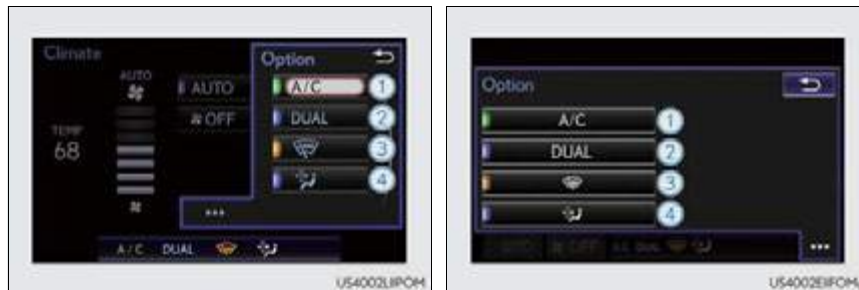 Climate
Option
AUTO
AUTO
A/C
1
OFF
DUAL
2
TEMP
68
3
4
...
A/C DUAL
US4002LIIPOM
Option
A/C
1
DUAL
2
3
4
...
US4002EIIFOM